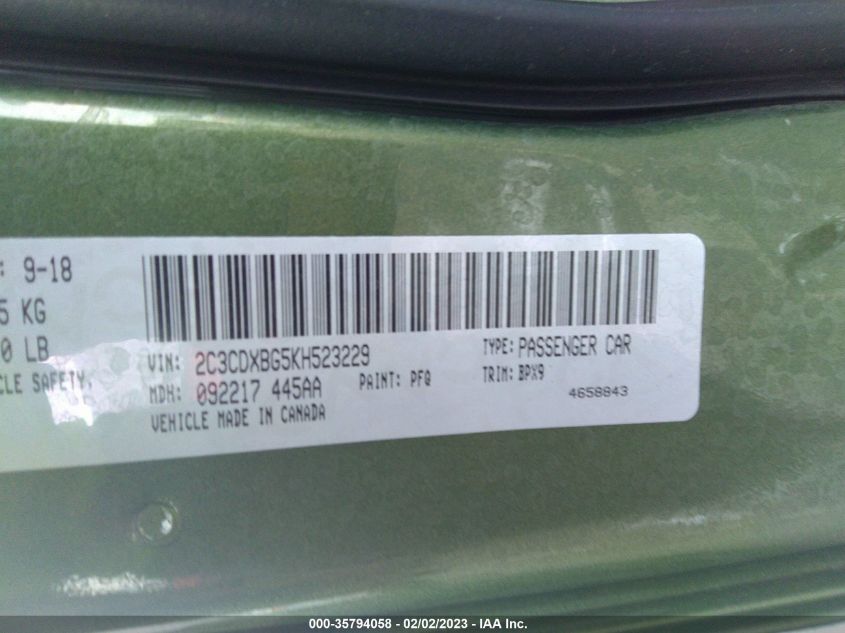 : 9-18
5 KG
0 LB
CLE SAFETY,
VIN: 2C3CDXBG5KH523229
TYPE: PASSENGER CAR
MDH: 092217 445AA
PAINT: PFQ
TRIM: BPX9
VEHICLE MADE IN CANADA
4658843
000-35794058 - 02/02/2023 - IAA Inc.